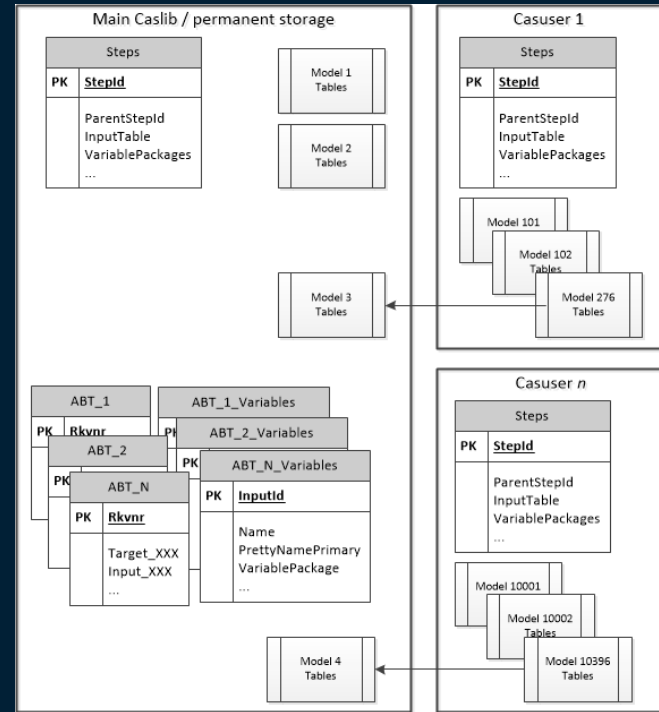 Main Caslib / permanent storage
Steps
PK StepId
ParentStepId
InputTable
VariablePackages
...
Model 1
Tables
Model 2
Tables
Model 3
Tables
ABT_1
PK Rkvnr
ABT_2
PK
ABT_N
PK Rkvnr
Target_XXX
Input_XXX
...
ABT_1_Variables
ABT_2_Variables
PK
ABT_N_Variables
PK InputId
Name
PrettyNamePrimary
VariablePackage
...
Model 4
Tables
Casuser 1
Steps
PK StepId
ParentStepId
InputTable
VariablePackages
...
Model 101
Model 102
Tables
Model 276
Tables
Casuser n
Steps
PK StepId
ParentStepId
InputTable
VariablePackages
...
Model 10001
Model 10002
Tables
Model 10396
Tables